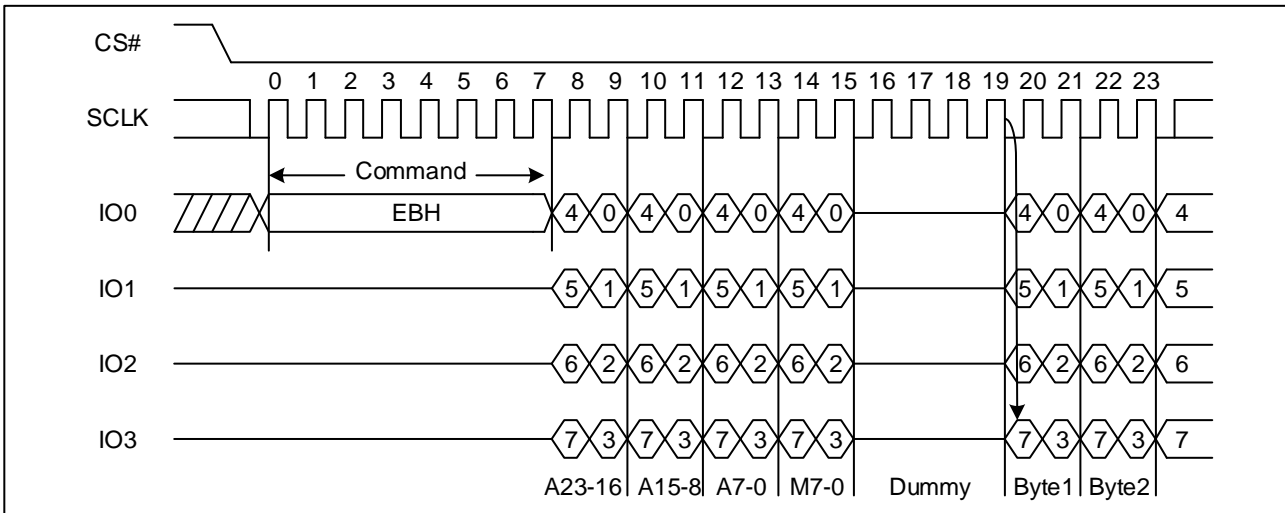 CS#
0 1 2 3 4 5 6 7 8 9 10 11 12 13 14 15 16 17 18 19 20 21 22 23
SCLK
Command
IO0 EBH 4 0 4 0 4 0 4 0 4 0 4 0 4
IO1 5 1 5 1 5 1 5 1 5 1 5 1 5
IO2 6 2 6 2 6 2 6 2 6 2 6 2 6
IO3 7 3 7 3 7 3 7 3 7 3 7 3 7
A23-16 A15-8 A7-0 M7-0 Dummy Byte1 Byte2